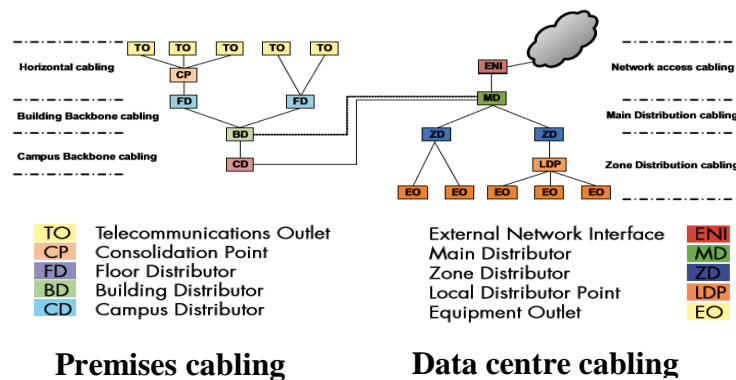 TO TO TO TO TO
Horizontal cabling
CP
FD FD
Building Backbone cabling
BD
Campus Backbone cabling
CD
ENI
Network access cabling
MD
Main Distribution cabling
ZD ZD
LDP
Zone Distribution cabling
EO EO EO EO EO
TO Telecommunications Outlet
CP Consolidation Point
FD Floor Distributor
BD Building Distributor
CD Campus Distributor
External Network Interface ENI
Main Distributor MD
Zone Distributor ZD
Local Distributor Point LDP
Equipment Outlet EO
Premises cabling
Data centre cabling